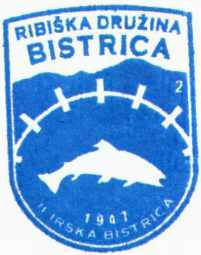 RIBIŠKA DRUŽINA
BISTRICA
2
1947
ILIRSKA BISTRICA